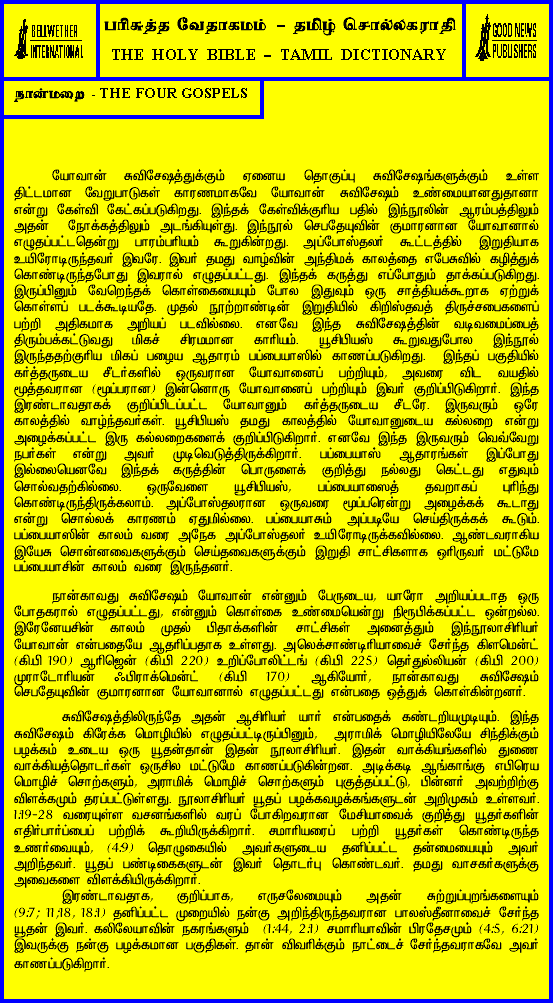 BELLWETHER
INTERNATIONAL
பரிசுத்த வேதாகமம் – தமிழ் சொல்லகராதி
THE HOLY BIBLE – TAMIL DICTIONARY
GOOD NEWS
PUBLISHERS
நான்மறை - THE FOUR GOSPELS
யோவான் சுவிசேஷத்துக்கும் ஏனைய தொகுப்பு சுவிசேஷங்களுக்கும் உள்ள
திட்டமான வேறுபாடுகள் காரணமாகவே யோவான் சுவிசேஷம் உண்மையானதுதானா
என்று கேள்வி கேட்கப்படுகிறது. இந்தக் கேள்விக்குரிய பதில் இந்நூலின் ஆரம்பத்திலும்
அதன் நோக்கத்திலும் அடங்கியுள்து. இந்நூல் செபதேயுவின் குமாரனான யோவானால்
எழுதப்பட்டதென்று பாரம்பரியம் கூறுகின்றது. அப்போஸ்தலர் கூட்டத்தில் இறுதியாக
உயிரோடிருந்தவர் இவரே. இவர் தமது வாழ்வின் அந்திமக் காலத்தை எபேசுவில் கழித்துக்
கொண்டிருந்தபோது இவரால் எழுதப்பட்டது. இந்தக் கருத்து எப்போதும் தாக்கப்படுகிறது.
இருப்பினும் வேறெந்தக் கொள்கையையும் போல இதுவும் ஒரு சாத்தியக்கூறாக ஏற்றுக்
கொள்ளப் படக்கூடியதே. முதல் நூற்றாண்டின் இறுதியில் கிறிஸ்தவத் திருச்சபைகளைப்
பற்றி அதிகமாக அறியப் படவில்லை. எனவே இந்த சுவிசேஷத்தின் வடிவமைப்பைத்
திரும்பக்கட்டுவது மிகச் சிரமமான காரியம். யூசிபியஸ் கூறுவதுபோல இந்நூல்
இருந்ததற்குரிய மிகப் பழைய ஆதாரம் பப்பையாஸில் காணப்படுகிறது. இந்தப் பகுதியில்
கர்த்தருடைய சீடர்களில் ஒருவரான யோவானைப் பற்றியும், அவரை விட வயதில்
மூத்தவரான (மூப்பரான) இன்னொரு யோவானைப் பற்றியும் இவர் குறிப்பிடுகிறார். இந்த
இரண்டாவதாகக் குறிப்பிடப்பட்ட யோவானும் கர்த்தருடைய சீடரே. இருவரும் ஒரே
காலத்தில் வாழ்ந்தவர்கள். யூசிபியஸ் தமது காலத்தில் யோவானுடைய கல்லறை என்று
அழைக்கப்பட்ட இரு கல்லறைகளைக் குறிப்பிடுகிறார். எனவே இந்த இருவரும் வெவ்வேறு
நபர்கள் என்று அவர் முடிவெடுத்திருக்கிறார். பப்பையாஸ் ஆதாரங்கள் இப்போது
இல்லையெனவே இந்தக் கருத்தின் பொருளைக் குறித்து நல்லது கெட்டது எதுவும்
சொல்வதற்கில்லை. ஒருவேளை யூசிபியஸ், பப்பையாஸைத் தவறாகப் புரிந்து
கொண்டிருந்திருக்கலாம். அப்போஸ்தலரான ஒருவரை மூப்பரென்று அழைக்கக் கூடாது
என்று சொல்லக் காரணம் ஏதுமில்லை. பப்பையாசும் அப்படியே செய்திருக்கக் கூடும்.
பப்பையாஸின் காலம் வரை அநேக அப்போஸ்தலர் உயிரோடிருக்கவில்லை. ஆண்டவராகிய
இயேசு சொன்னவைகளுக்கும் செய்தவைகளுக்கும் இறுதி சாட்சிகளாக ஓரிருவர் மட்டுமே
பப்பையாசின் காலம் வரை இருந்தனர்.
நான்காவது சுவிசேஷம் யோவான் என்னும் பேருடைய, யாரோ அறியப்படாத ஒரு
போதகரால் எழுதப்பட்டது, என்னும் கொள்கை உண்மையென்று நிரூபிக்கப்பட்ட ஒன்றல்ல.
இரேனேயசின் காலம் முதல் பிதாக்களின் சாட்சிகள் அனைத்தும் இந்நூலாசிரியர்
யோவான் என்பதையே ஆதரிப்பதாக உள்ளது. அலெக்சாண்டிரியாவைச் சேர்ந்த கிளமெண்ட்
(கி.பி 190) ஆரிஜென் (கி.பி 220) உறிப்போலிட்டங் (கி.பி 225) தெர்துல்லியன் (கி.பி 200)
முராடோரியன் ஃபிராக்மென்ட் (கி.பி 170) ஆகியோர், நான்காவது சுவிசேஷம்
செபதேயுவின் குமாரனான யோவானால் எழுதப்பட்டது என்பதை ஒத்துக் கொள்கின்றனர்.
சுவிசேஷத்திலிருந்தே அதன் ஆசிரியர் யார் என்பதைக் கண்டறியமுடியும். இந்த
சுவிசேஷம் கிரேக்க மொழியில் எழுதப்பட்டிருப்பினும், அராமிக் மொழியிலேயே சிந்திக்கும்
பழக்கம் உடைய ஒரு யூதன்தான் இதன் நூலாசிரியர். இதன் வாக்கியங்களில் துணை
வாக்கியத்தொடர்கள் ஒருசில மட்டுமே காணப்படுகின்றன. அடிக்கடி ஆங்காங்கு எபிரெய
மொழிச் சொற்களும், அராமிக் மொழிச் சொற்களும் புகுத்தப்பட்டு, பின்னர் அவற்றிற்கு
விளக்கமும் தரப்பட்டுள்ளது. நூலாசிரியர் யூதப் பழக்கவழக்கங்களுடன் அறிமுகம் உள்ளவர்.
1:19-28 வரையுள்ள வசனங்களில் வரப் போகிறவரான மேசியாவைக் குறித்து யூதர்களின்
எதிர்பார்ப்பைப் பற்றிக் கூறியிருக்கிறார். சமாரியரைப் பற்றி யூதர்கள் கொண்டிருந்த
உணர்வையும், (4:9) தொழுகையில் அவர்களுடைய தனிப்பட்ட தன்மையையும் அவர்
அறிந்தவர். யூதப் பண்டிகைகளுடன் இவர் தொடர்பு கொண்டவர். தமது வாசகர்களுக்கு
அவைகளை விளக்கியிருக்கிறார்.
இரண்டாவதாக, குறிப்பாக, எருசலேமையும் அதன் சுற்றுப்புறங்களையும்
(9:7; 11;18, 18:1) தனிப்பட்ட முறையில் நன்கு அறிந்திருந்தவரான பாலஸ்தீனாவைச் சேர்ந்த
யூதன் இவர். கலிலேயாவின் நகரங்களும் (1:44, 2:1) சமாரியாவின் பிரதேசமும் (4:5, 6:21)
இவருக்கு நன்கு பழக்கமான பகுதிகள். தான் விவரிக்கும் நாட்டைச் சேர்ந்தவராகவே அவர்
காணப்படுகிறார்.